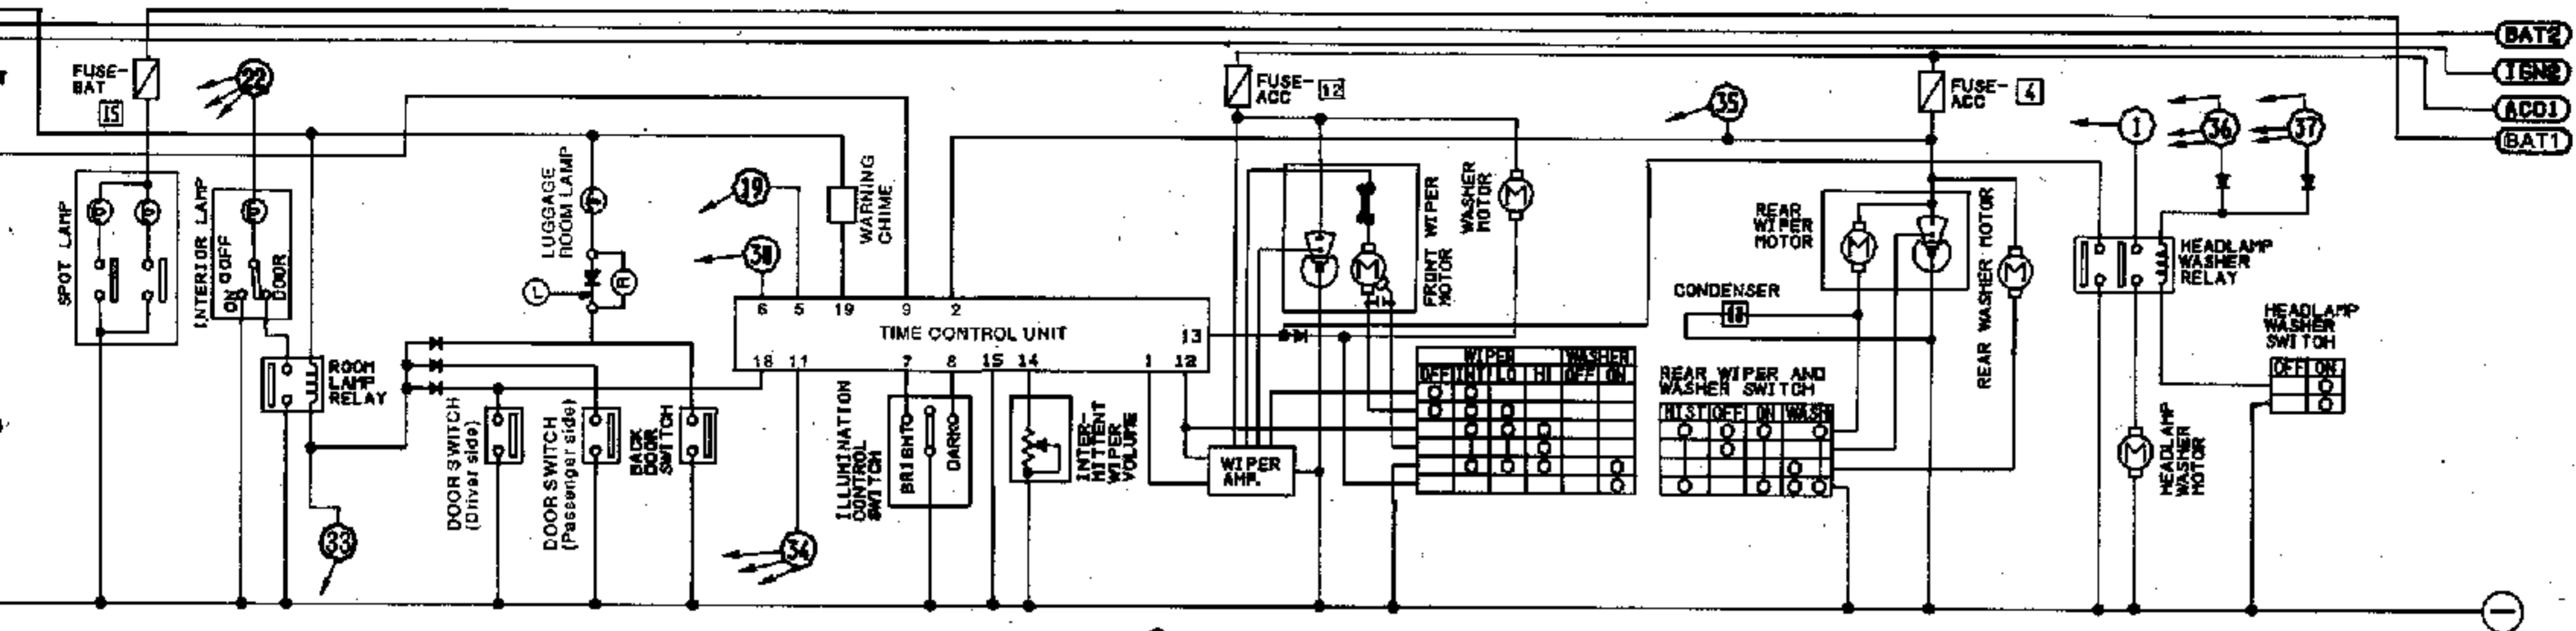 BAT2
IGN2
ACC1
BAT1
FUSE-
BAT
15
22
FUSE-
ACC
12
35
FUSE-
ACC
4
1
36
37
SPOT LAMP
INTERIOR LAMP
ON
OFF
DOOR
LUGGAGE
ROOM LAMP
L
R
19
38
WARNING
CHIME
FRONT WIPER
MOTOR
WASHER
MOTOR
M
M
REAR
WIPER
MOTOR
M
REAR WASHER MOTOR
M
CONDENSER
HEADLAMP
WASHER
RELAY
HEADLAMP
WASHER
SWITCH
OFF ON
ROOM
LAMP
RELAY
6 5 19 9 2
TIME CONTROL UNIT
13
18 11 7 8 15 14 1 12
DOOR SWITCH
(Driver side)
DOOR SWITCH
(Passenger side)
BACK
DOOR
SWITCH
33
34
ILLUMINATION
CONTROL
SWITCH
BRIGHT
DARK
INTER-
MITTENT
WIPER
VOLUME
WIPER
AMP.
WIPER WASHER
OFF INT LO HI OFF ON
REAR WIPER AND
WASHER SWITCH
MIST OFF ON WASH
M
HEADLAMP
WASHER
MOTOR